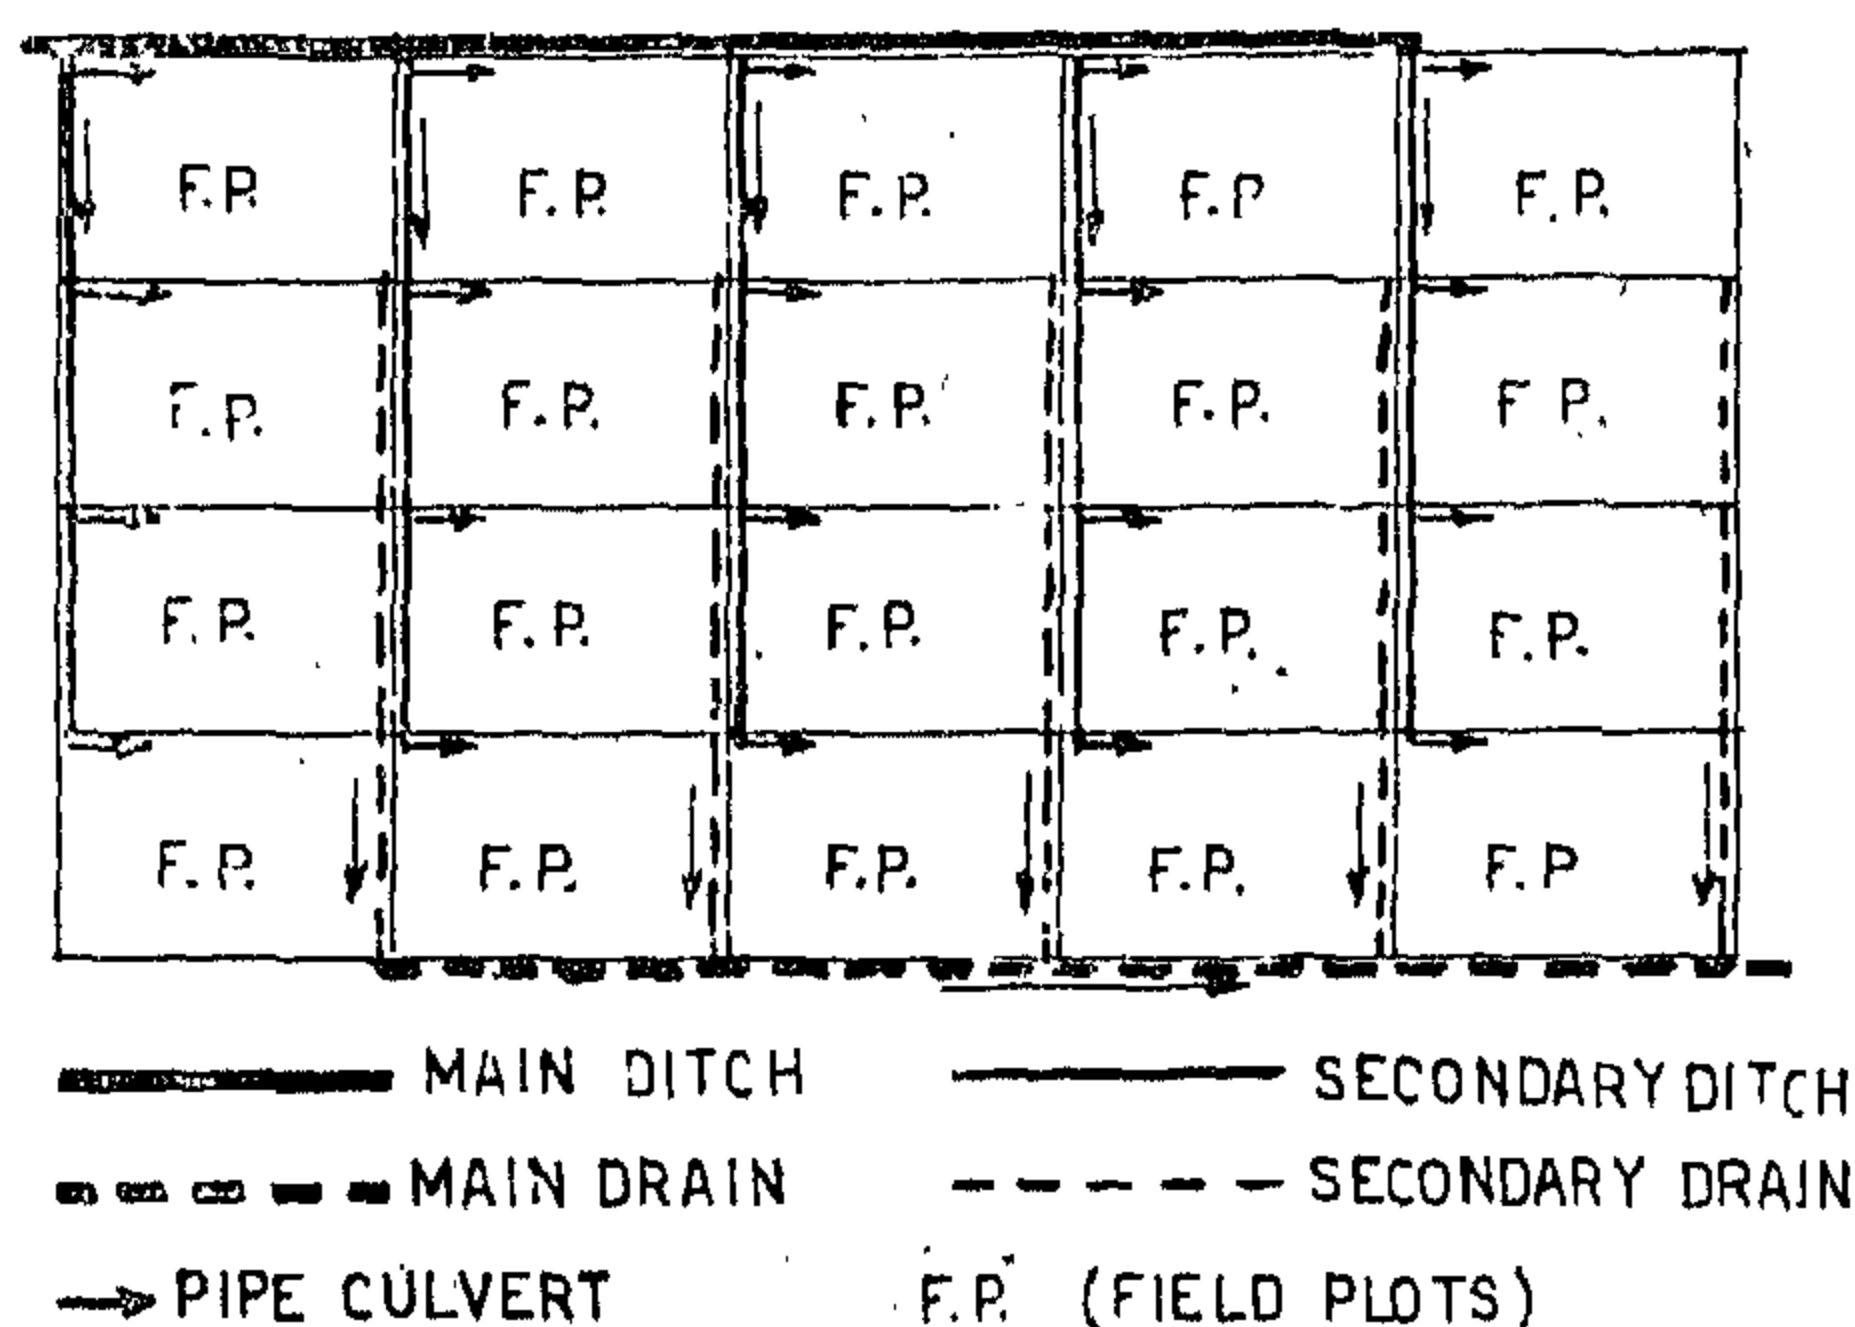 F.P. F.P. F.P. F.P F.P.
F.P. F.P. F.P. F.P. F P.
F.P. F.P. F.P. F.P. F.P.
F.P. F.P. F.P. F.P. F.P
MAIN DITCH SECONDARY DITCH
MAIN DRAIN SECONDARY DRAIN
PIPE CULVERT F.P. (FIELD PLOTS)